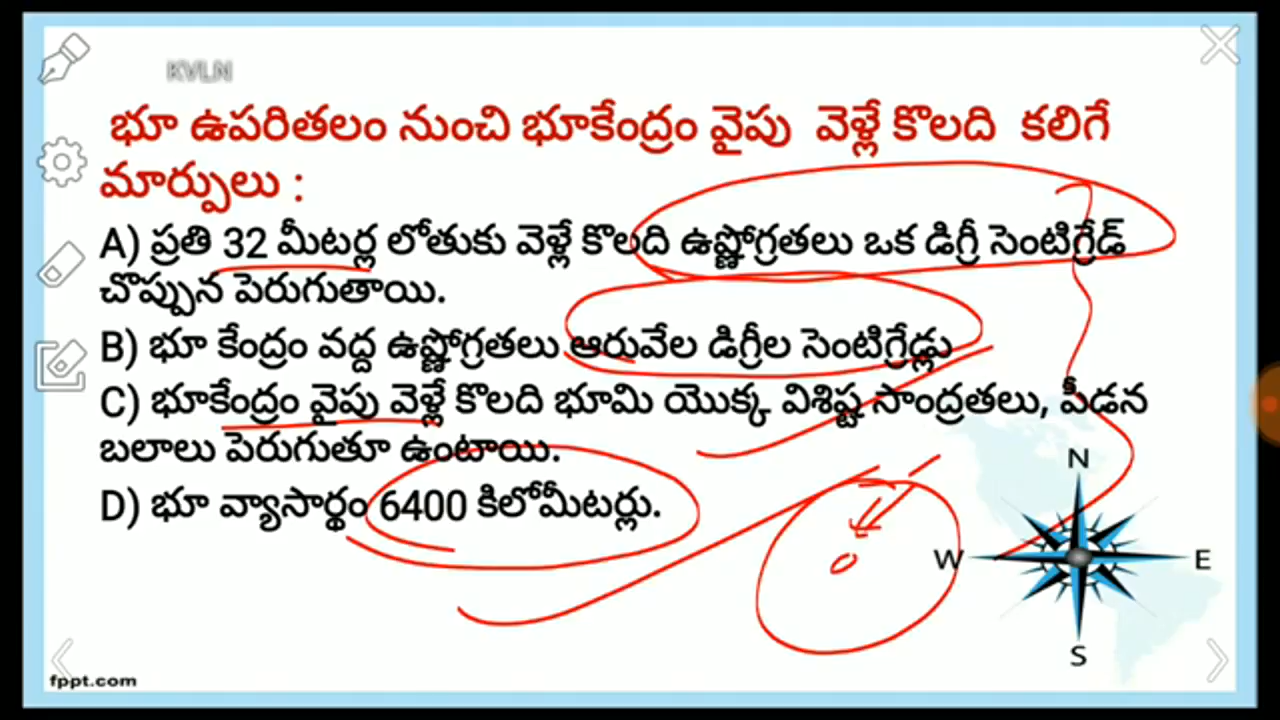 KVLN
భూ ఉపరితలం నుంచి భూకేంద్రం వైపు వెళ్లే కొలది కలిగే
మార్పులు :
A) ప్రతి 32 మీటర్ల లోతుకు వెళ్లే కొలది ఉష్ణోగ్రతలు ఒక డిగ్రీ సెంటిగ్రేడ్
చొప్పున పెరుగుతాయి.
B) భూ కేంద్రం వద్ద ఉష్ణోగ్రతలు ఆరువేల డిగ్రీల సెంటిగ్రేడ్లు
C) భూకేంద్రం వైపు వెళ్లే కొలది భూమి యొక్క విశిష్ట సాంద్రతలు, పీడన
బలాలు పెరుగుతూ ఉంటాయి.
D) భూ వ్యాసార్థం 6400 కిలోమీటర్లు.
N
W E
S
fppt.com